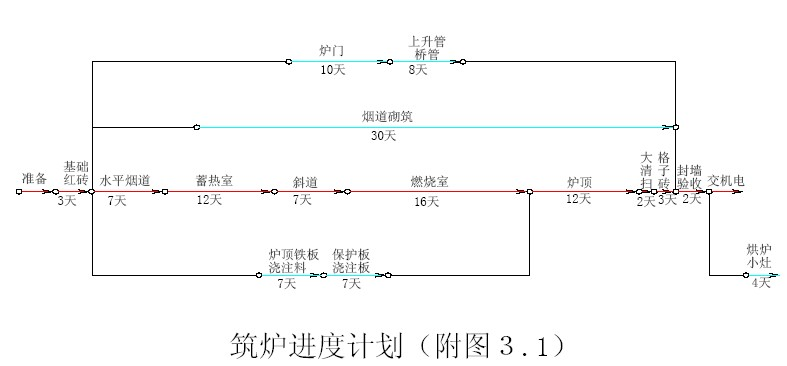 炉门
10天
上升管
桥管
8天
烟道砌筑
30天
准备
基础
红砖
3天
水平烟道
7天
蓄热室
12天
斜道
7天
燃烧室
16天
炉顶
12天
大
清
扫
2天
格
子
砖
3天
封墙
验收
2天
交机电
炉顶铁板
浇注料
7天
保护板
浇注板
7天
烘炉
小灶
4天
筑炉进度计划（附图3.1）